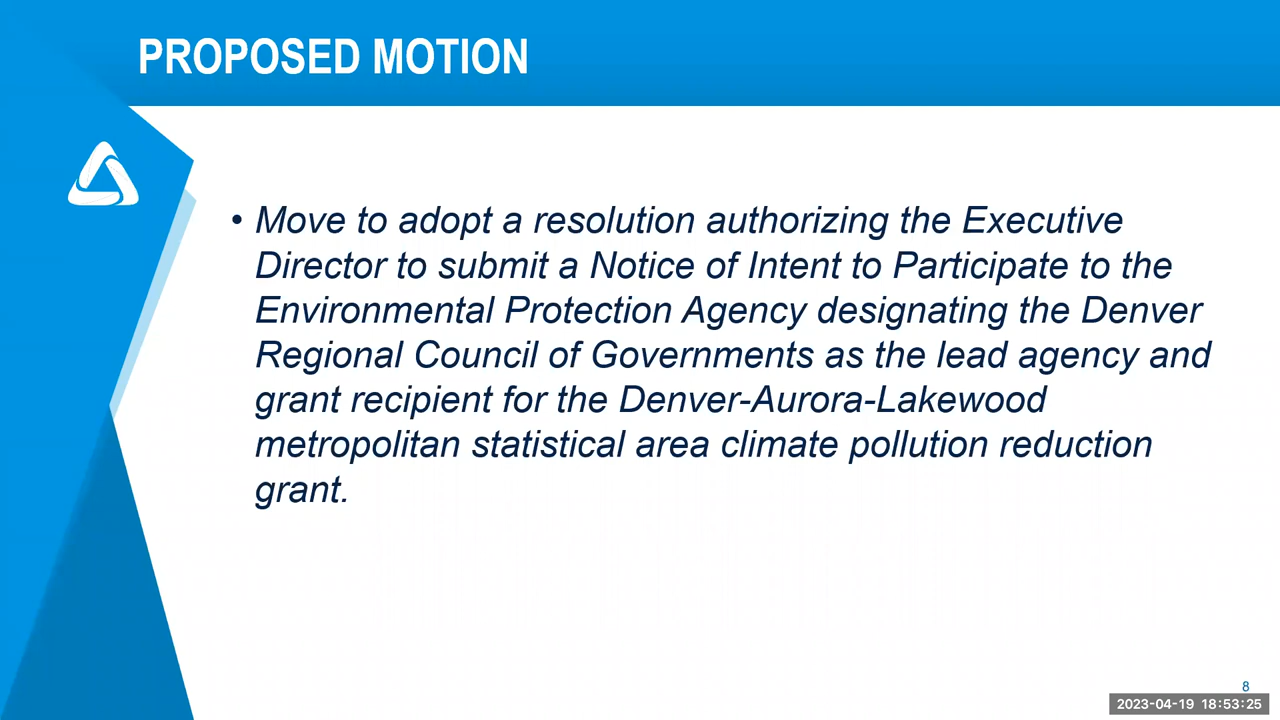 PROPOSED MOTION
• Move to adopt a resolution authorizing the Executive
Director to submit a Notice of Intent to Participate to the
Environmental Protection Agency designating the Denver
Regional Council of Governments as the lead agency and
grant recipient for the Denver-Aurora-Lakewood
metropolitan statistical area climate pollution reduction
grant.
8
2023-04-19 18:53:25